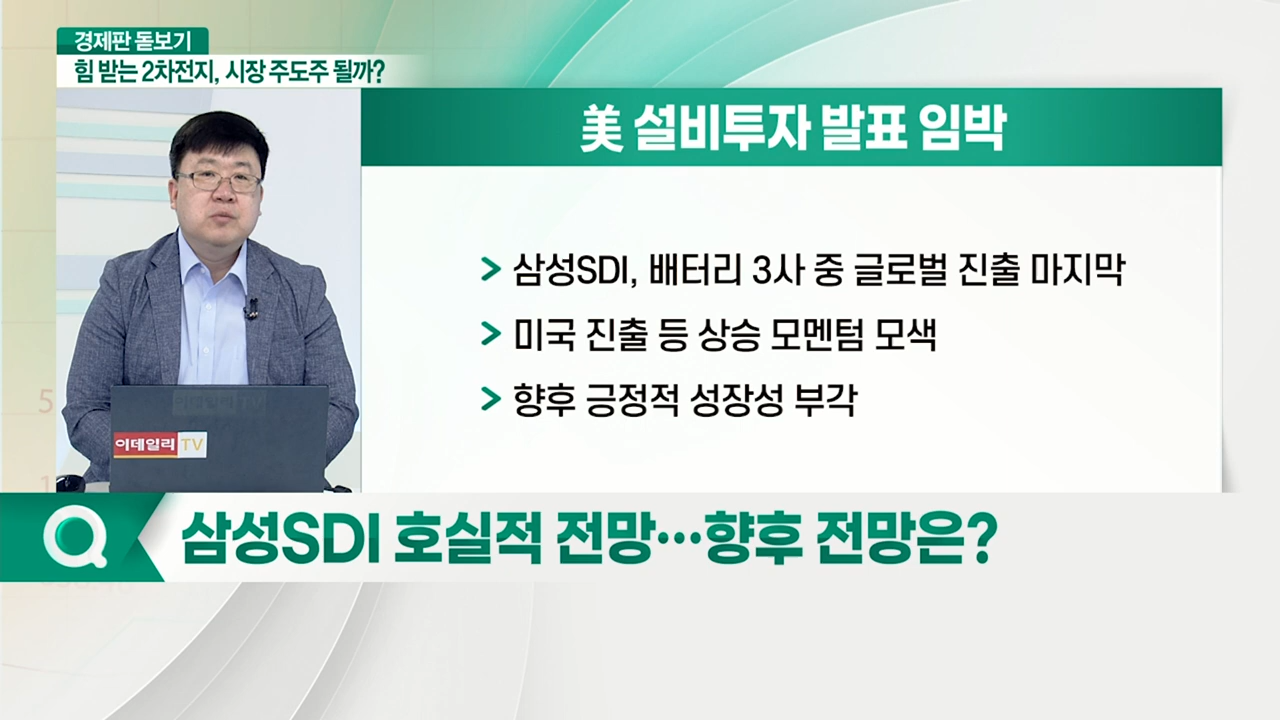 경제판 돋보기
힘 받는 2차전지, 시장 주도주 될까?
美 설비투자 발표 임박
> 삼성SDI, 배터리 3사 중 글로벌 진출 마지막
> 미국 진출 등 상승 모멘텀 모색
> 향후 긍정적 성장성 부각
이데일리TV
Q 삼성SDI 호실적 전망…향후 전망은?